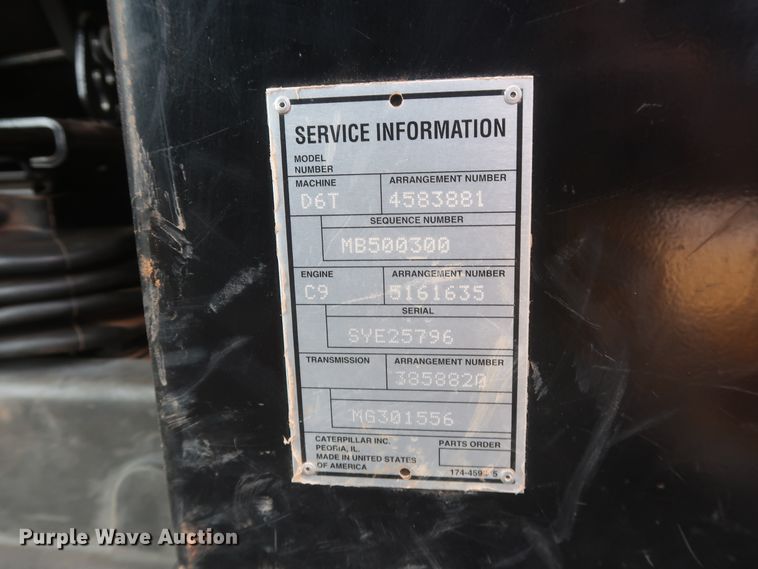 SERVICE INFORMATION
MODEL
NUMBER
MACHINE ARRANGEMENT NUMBER
D6T 4583881
SEQUENCE NUMBER
MB500300
ENGINE ARRANGEMENT NUMBER
C9 5161635
SERIAL
SYE25796
TRANSMISSION ARRANGEMENT NUMBER
3858820
MG301556
CATERPILLAR INC. PARTS ORDER
PEORIA, IL.
MADE IN UNITED STATES
OF AMERICA
Purple Wave Auction